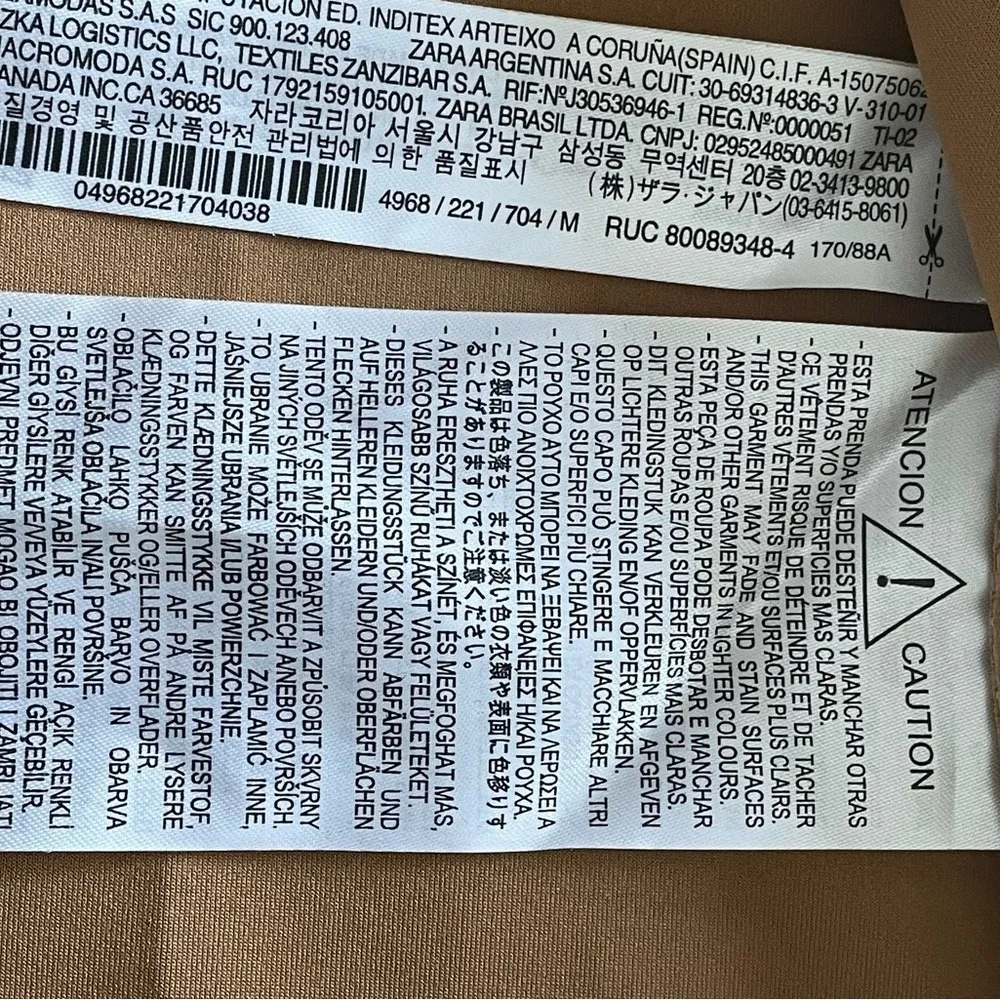 AMODAS S.A.S SIC 900.123.408
ED. INDITEX ARTEIXO A CORUÑA (SPAIN) C.I.F. A-1507506
ZKA LOGISTICS LLC, TEXTILES ZANZIBAR S.A.
ZARA ARGENTINA S.A. CUIT: 30-69314836-3 V-310-01
MACROMODA S.A. RUC 1792159105001,
RIF:NºJ30536946-1 REG.Nº:0000051 TI-02
ANADA INC.CA 36685
ZARA BRASIL LTDA. CNPJ: 02952485000491 ZARA
자라코리아 서울시 강남구 삼성동 무역센터 20층 02-3413-9800
질경영 및 공산품안전 관리법에 의한 품질표시
(株)ザラ・ジャパン(03-6415-8061)
04968221704038
4968 / 221 / 704 / M RUC 80089348-4 170/88A
ATENCION ! CAUTION
- ESTA PRENDA PUEDE DESTEÑIR Y MANCHAR OTRAS
PRENDAS Y/O SUPERFICIES MAS CLARAS.
- CE VÊTEMENT RISQUE DE DÉTEINDRE ET DE TACHER
D'AUTRES VÊTEMENTS ET/OU SURFACES PLUS CLAIRS.
- THIS GARMENT MAY FADE, AND STAIN SURFACES
AND/OR OTHER GARMENTS IN LIGHTER COLOURS.
- ESTA PEÇA DE ROUPA PODE DESBOTAR E MANCHAR
OUTRAS ROUPAS E/OU SUPERFÍCIES MAIS CLARAS.
- DIT KLEDINGSTUK KAN VERKLEUREN EN AFGEVEN
OP LICHTERE KLEDING EN/OF OPPERVLAKKEN.
- QUESTO CAPO PUÒ STINGERE E MACCHIARE ALTRI
CAPI E/O SUPERFICI PIÙ CHIARE.
- ΤΟ ΡΟΥΧΟ ΑΥΤΟ ΜΠΟΡΕΙ ΝΑ ΞΕΒΑΨΕΙ ΚΑΙ ΝΑ ΛΕΡΩΣΕΙ Α
ΛΛΕΣ ΠΙΟ ΑΝΟΙΧΤΟΧΡΩΜΕΣ ΕΠΙΦΑΝΕΙΕΣ Η/ΚΑΙ ΡΟΥΧΑ.
- この製品は色落ち、または淡い色の衣類や表面に色移りす
ることがありますのでご注意ください。
- A RUHA ERESZTHETI A SZÍNÉT, ÉS MEGFOGHAT MÁS,
VILÁGOSABB SZÍNŰ RUHÁKAT VAGY FELÜLETEKET.
- DIESES KLEIDUNGSSTÜCK KANN ABFÄRBEN UND
AUF HELLEREN KLEIDERN UND/ODER OBERFLÄCHEN
FLECKEN HINTERLASSEN.
- TENTO ODĚV SE MŮŽE ODBARVIT A ZPŮSOBIT SKVRNY
NA JINÝCH SVĚTLEJŠÍCH ODĚVECH ANEBO POVRŠÍCH.
- TO UBRANIE MOŻE FARBOWAĆ I ZAPLAMIĆ INNE,
JAŚNIEJSZE UBRANIA I/LUB POWIERZCHNIE.
- DETTE KLÆDNINGSSTYKKE VIL MISTE FARVESTOF,
OG FARVEN KAN SMITTE AF PÅ ANDRE LYSERE
KLÆDNINGSSTYKKER OG/ELLER OVERFLADER.
- OBLAČILO LAHKO PUŠČA BARVO IN OBARVA
SVETLEJŠA OBLAČILA IN/ALI POVRŠINE.
- BU GİYSİ RENK ATABİLİR VE RENGİ AÇIK RENKLİ
DİĞER GİYSİLERE VE/VEYA YÜZEYLERE GEÇEBİLİR.
- ODJEVNI PREDMET MOGAO BI OBOJITI I ZAMRLJATI